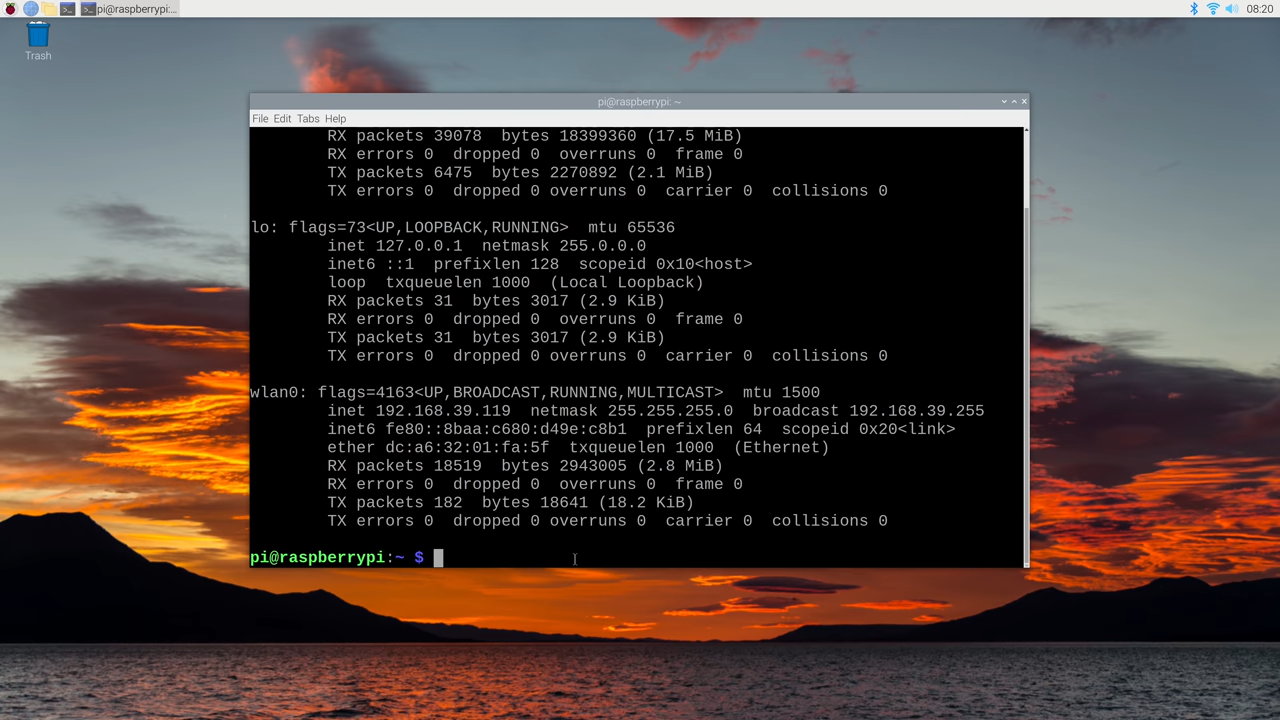 pi@raspberrypi:...
08:20
Trash
pi@raspberrypi: ~
File Edit Tabs Help
RX packets 39078 bytes 18399360 (17.5 MiB)
RX errors 0 dropped 0 overruns 0 frame 0
TX packets 6475 bytes 2270892 (2.1 MiB)
TX errors 0 dropped 0 overruns 0 carrier 0 collisions 0
lo: flags=73<UP,LOOPBACK,RUNNING> mtu 65536
inet 127.0.0.1 netmask 255.0.0.0
inet6 ::1 prefixlen 128 scopeid 0x10<host>
loop txqueuelen 1000 (Local Loopback)
RX packets 31 bytes 3017 (2.9 KiB)
RX errors 0 dropped 0 overruns 0 frame 0
TX packets 31 bytes 3017 (2.9 KiB)
TX errors 0 dropped 0 overruns 0 carrier 0 collisions 0
wlan0: flags=4163<UP,BROADCAST,RUNNING,MULTICAST> mtu 1500
inet 192.168.39.119 netmask 255.255.255.0 broadcast 192.168.39.255
inet6 fe80::8baa:c680:d49e:c8b1 prefixlen 64 scopeid 0x20<link>
ether dc:a6:32:01:fa:5f txqueuelen 1000 (Ethernet)
RX packets 18519 bytes 2943005 (2.8 MiB)
RX errors 0 dropped 0 overruns 0 frame 0
TX packets 182 bytes 18641 (18.2 KiB)
TX errors 0 dropped 0 overruns 0 carrier 0 collisions 0
pi@raspberrypi:~ $